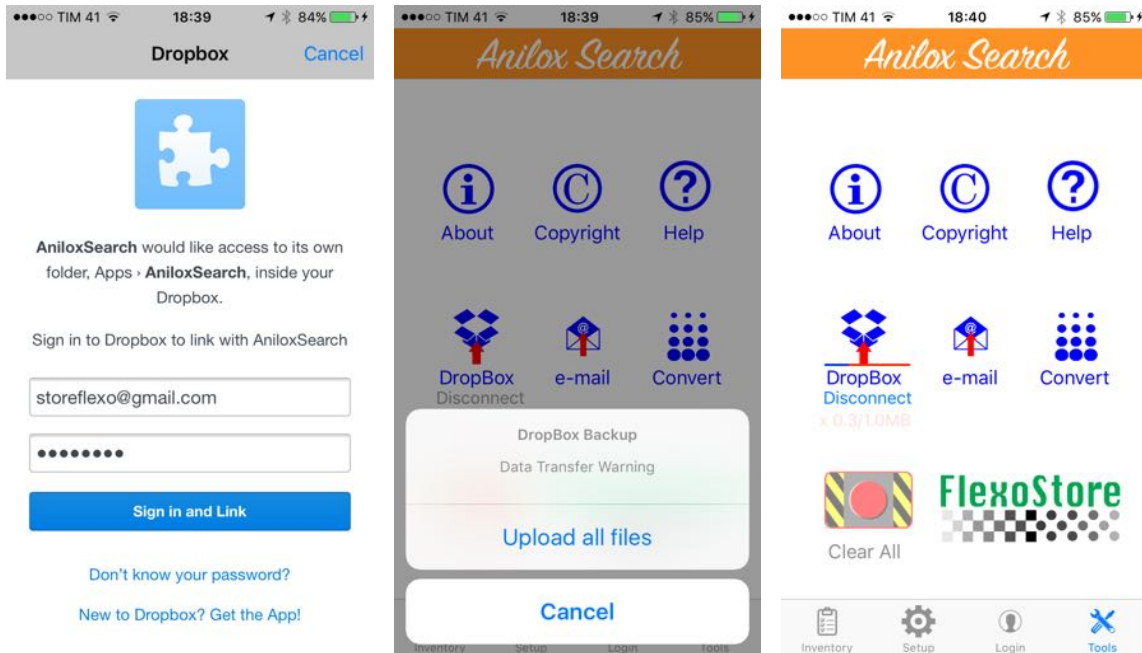 TIM 41 18:39 84%
Dropbox Cancel
AniloxSearch would like access to its own
folder, Apps › AniloxSearch, inside your
Dropbox.
Sign in to Dropbox to link with AniloxSearch
storeflexo@gmail.com
Sign in and Link
Don't know your password?
New to Dropbox? Get the App!
TIM 41 18:39 85%
Anilox Search
About Copyright Help
DropBox e-mail Convert
Disconnect
DropBox Backup
Data Transfer Warning
Upload all files
Cancel
Inventory Setup Login Tools
TIM 41 18:40 85%
Anilox Search
About Copyright Help
DropBox e-mail Convert
Disconnect
x 0.3/1.0MB
FlexoStore
Clear All
Inventory Setup Login Tools